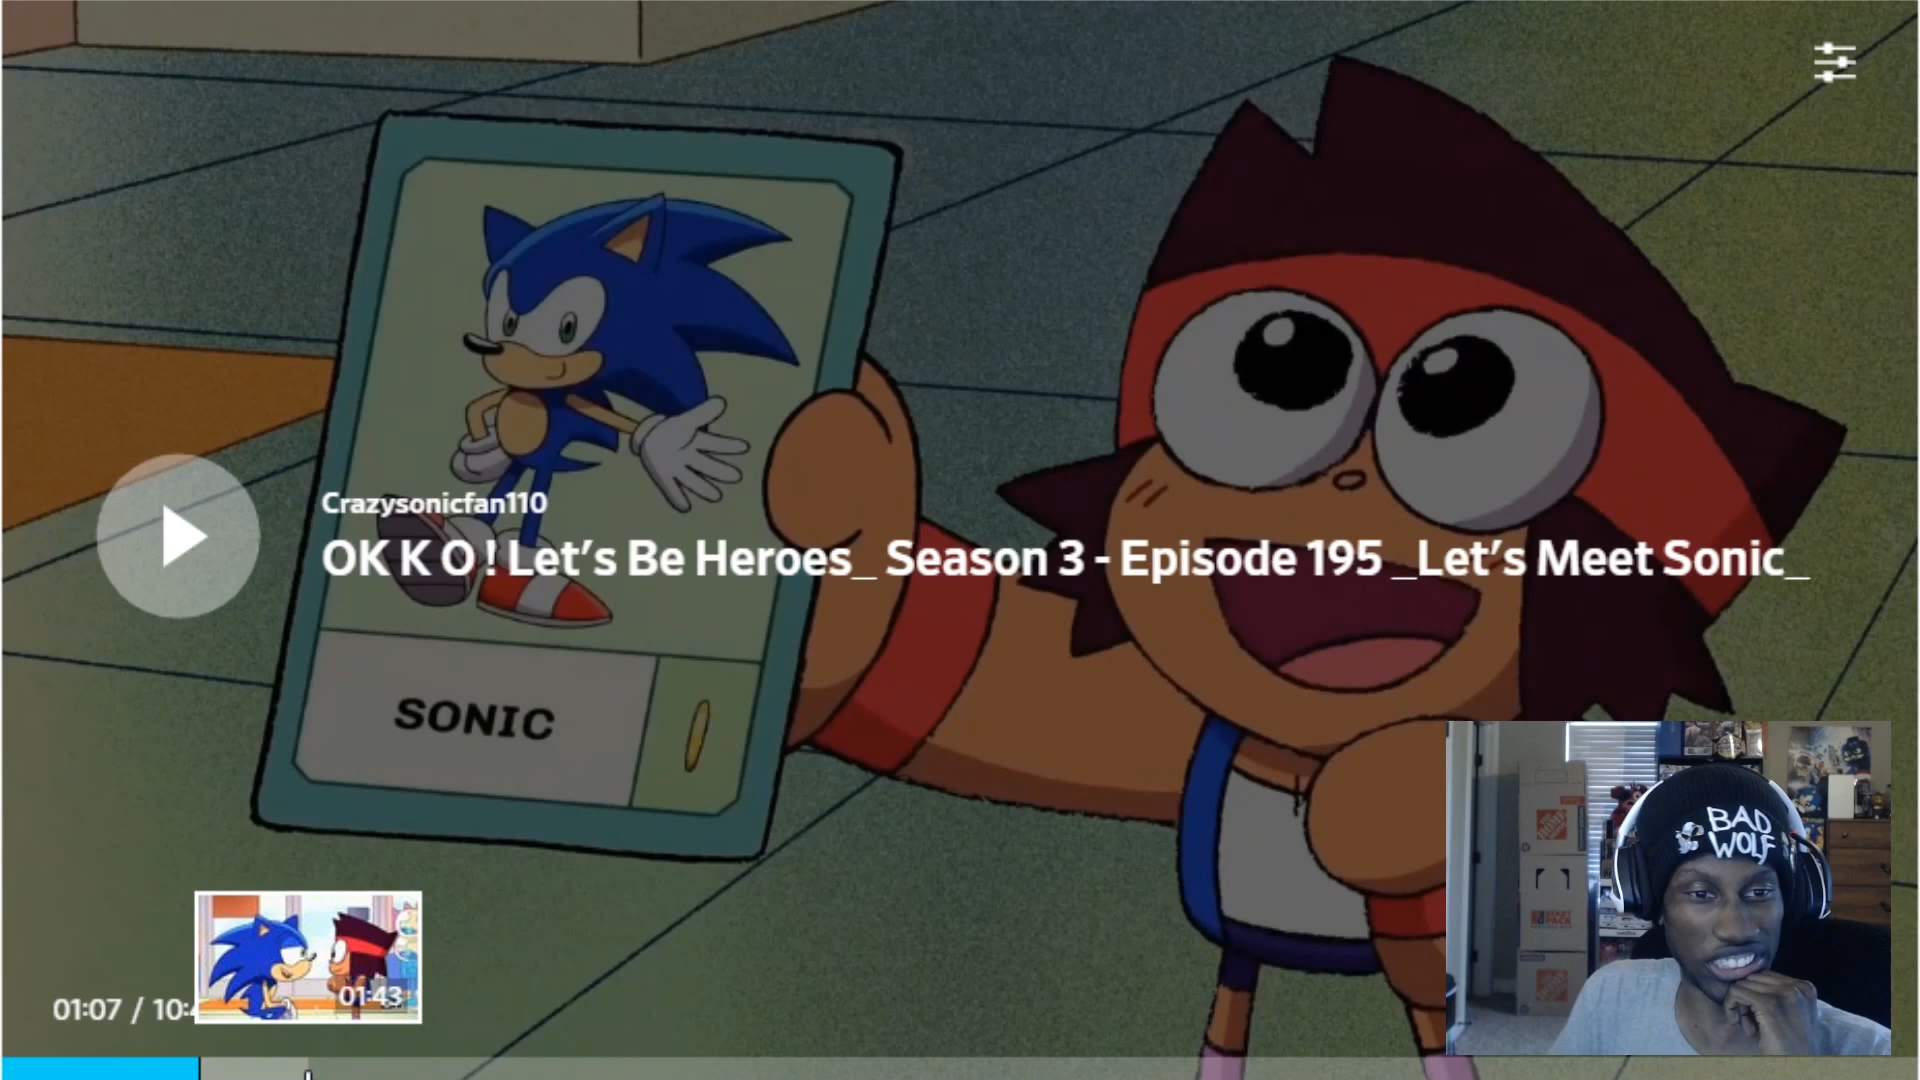 Crazysonicfan110
OK K O ! Let's Be Heroes_ Season 3 - Episode 195 _Let's Meet Sonic_
SONIC
BAD
WOLF
01:43
01:07 / 10:4